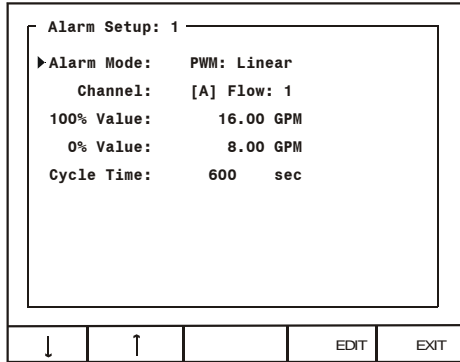 Alarm Setup: 1
Alarm Mode: PWM: Linear
Channel: [A] Flow: 1
100% Value: 16.00 GPM
0% Value: 8.00 GPM
Cycle Time: 600 sec
↓ ↑ EDIT EXIT